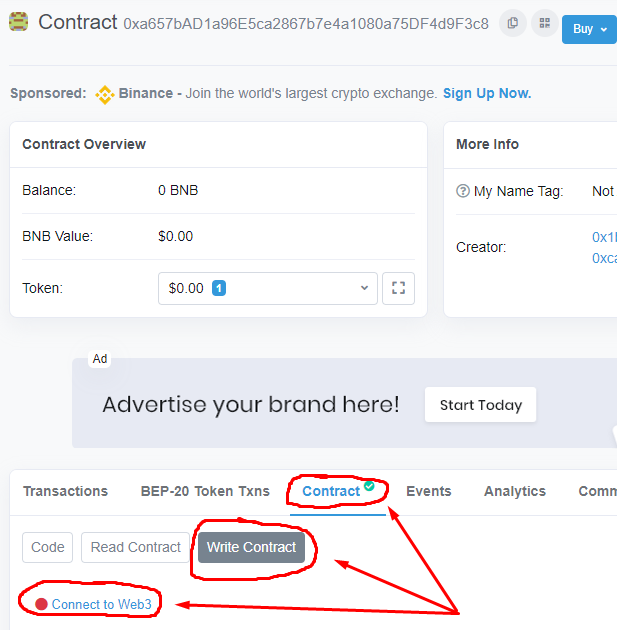 Contract 0xa657bAD1a96E5ca2867b7e4a1080a75DF4d9F3c8
Buy
Sponsored: Binance - Join the world's largest crypto exchange. Sign Up Now.
Contract Overview
Balance: 0 BNB
BNB Value: $0.00
Token: $0.00 1
More Info
My Name Tag: Not
Creator: 0x1
0xca
Ad
Advertise your brand here! Start Today
Transactions BEP-20 Token Txns Contract Events Analytics Comm
Code Read Contract Write Contract
Connect to Web3